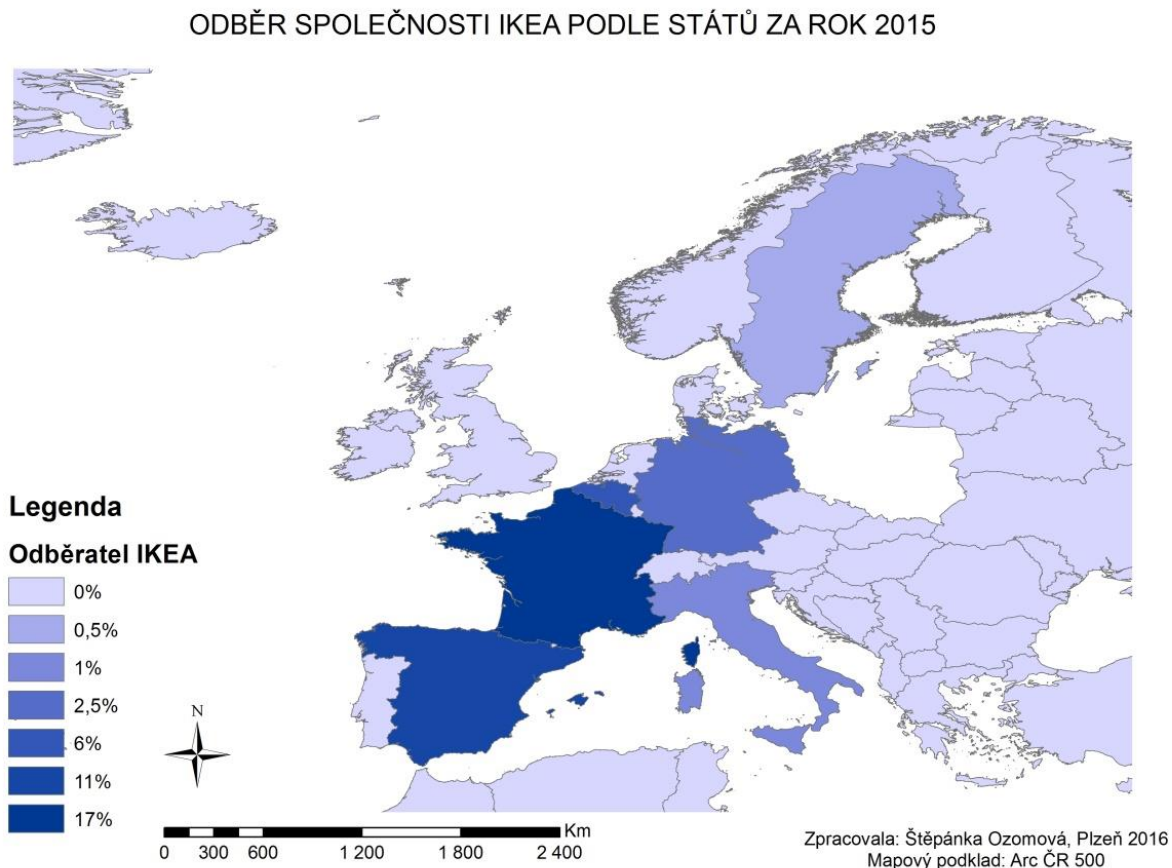 ODBĚR SPOLEČNOSTI IKEA PODLE STÁTŮ ZA ROK 2015
Legenda
Odběratel IKEA
0%
0,5%
1%
2,5%
6%
11%
17%
N
Km
0 300 600 1 200 1 800 2 400
Zpracovala: Štěpánka Ozomová, Plzeň 2016
Mapový podklad: Arc ČR 500